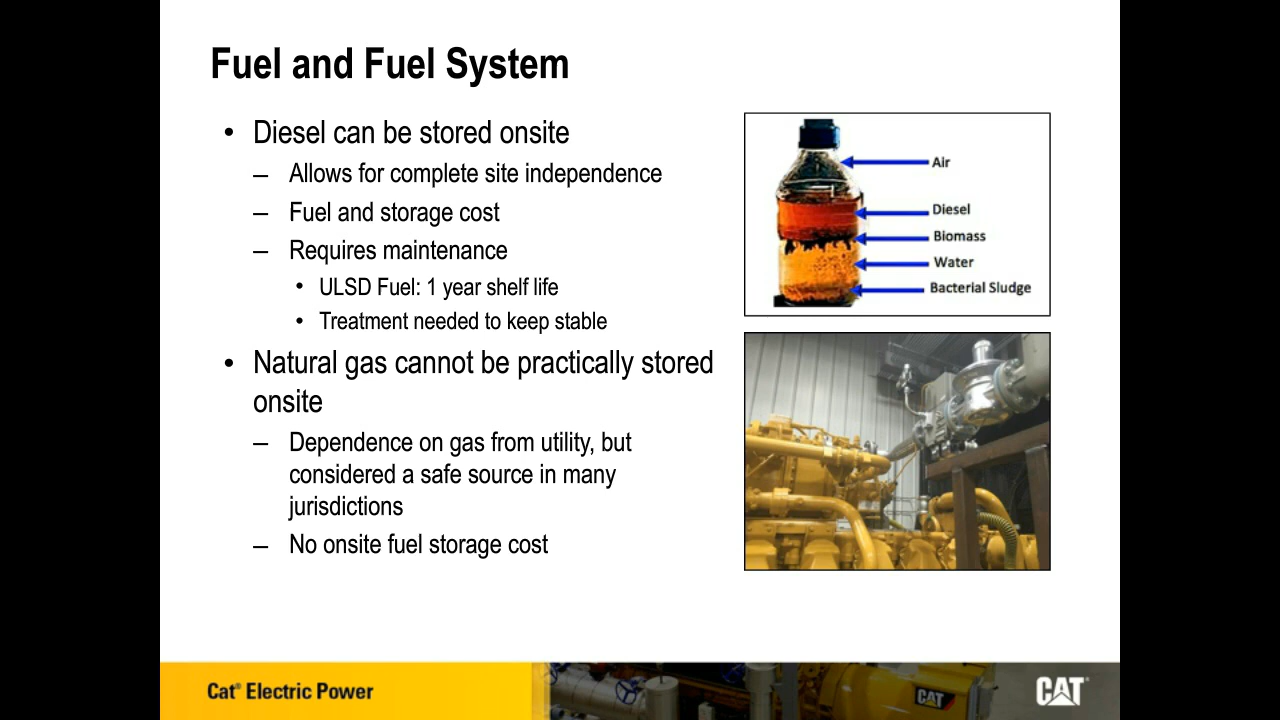 Fuel and Fuel System
• Diesel can be stored onsite
– Allows for complete site independence
– Fuel and storage cost
– Requires maintenance
• ULSD Fuel: 1 year shelf life
• Treatment needed to keep stable
• Natural gas cannot be practically stored
onsite
– Dependence on gas from utility, but
considered a safe source in many
jurisdictions
– No onsite fuel storage cost
Air
Diesel
Biomass
Water
Bacterial Sludge
Cat® Electric Power
CAT
CAT®